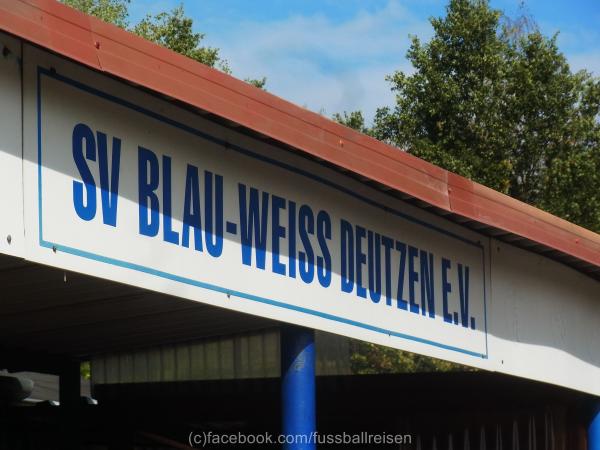 SV BLAU-WEISS DEUTZEN E.V.
(c)facebook.com/fussballreisen